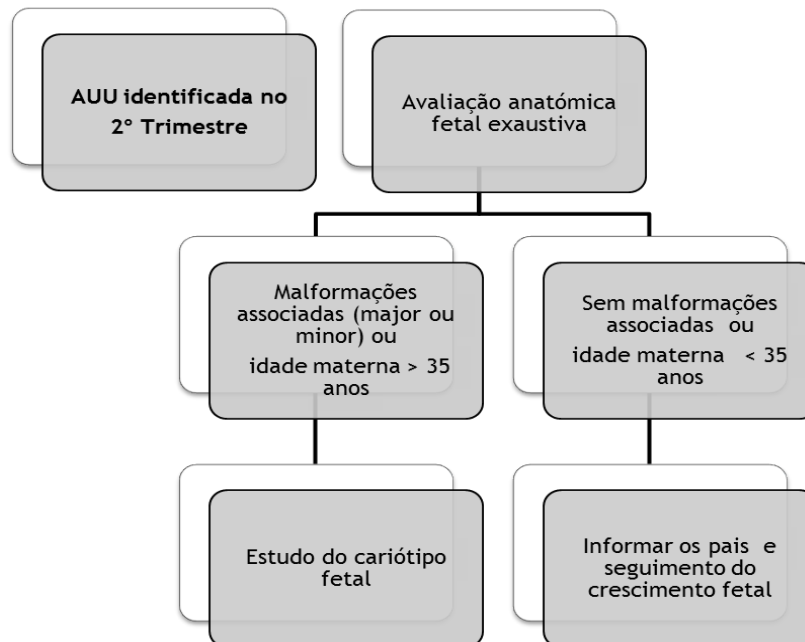 AUU identificada no
2º Trimestre
Avaliação anatómica
fetal exaustiva
Malformações
associadas (major ou
minor) ou
idade materna > 35
anos
Sem malformações
associadas ou
idade materna < 35
anos
Estudo do cariótipo
fetal
Informar os pais e
seguimento do
crescimento fetal